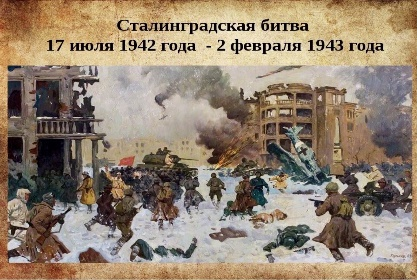 Сталинградская битва
17 июля 1942 года  - 2 февраля 1943 года